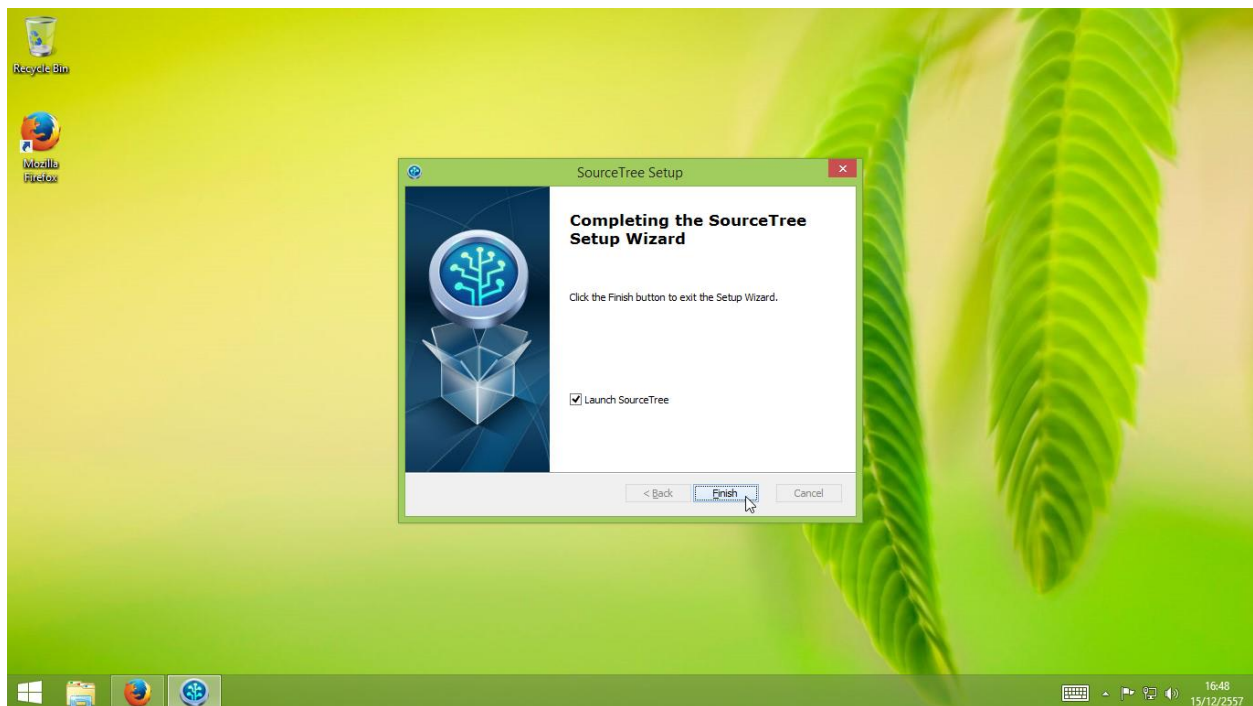 Recycle Bin
Mozilla
Firefox
SourceTree Setup
Completing the SourceTree
Setup Wizard
Click the Finish button to exit the Setup Wizard.
Launch SourceTree
< Back
Finish
Cancel
16:48
15/12/2557